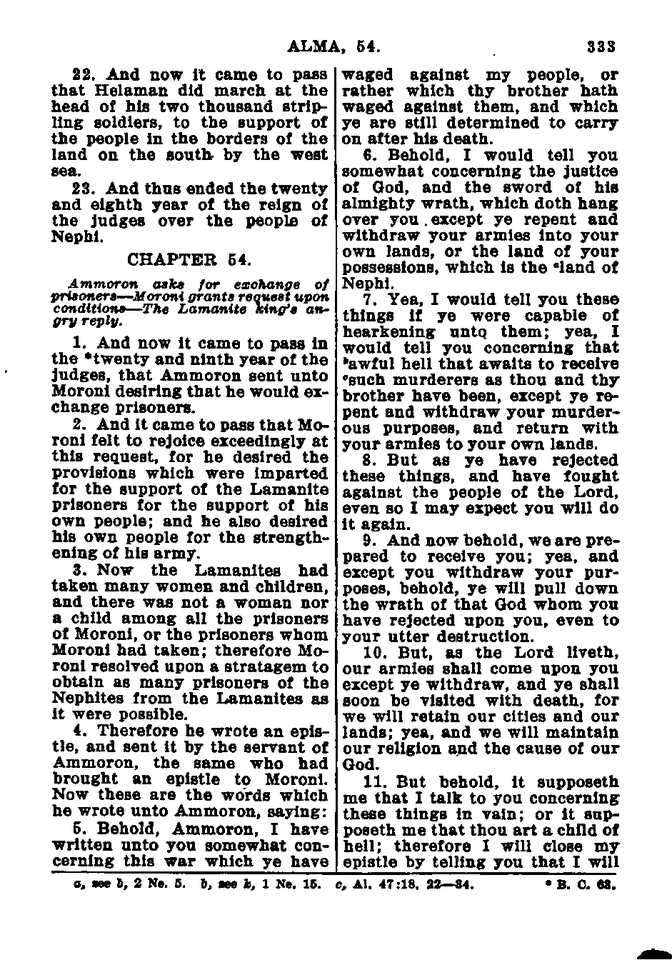 ALMA, 54. 333
22. And now it came to pass
that Helaman did march at the
head of his two thousand strip-
ling soldiers, to the support of
the people in the borders of the
land on the south by the west
sea.
23. And thus ended the twenty
and eighth year of the reign of
the judges over the people of
Nephi.
CHAPTER 54.
Ammoron asks for exchange of
prisoners—Moroni grants request upon
conditions—The Lamanite king's an-
gry reply.
1. And now it came to pass in
the *twenty and ninth year of the
judges, that Ammoron sent unto
Moroni desiring that he would ex-
change prisoners.
2. And it came to pass that Mo-
roni felt to rejoice exceedingly at
this request, for he desired the
provisions which were imparted
for the support of the Lamanite
prisoners for the support of his
own people; and he also desired
his own people for the strength-
ening of his army.
3. Now the Lamanites had
taken many women and children,
and there was not a woman nor
a child among all the prisoners
of Moroni, or the prisoners whom
Moroni had taken; therefore Mo-
roni resolved upon a stratagem to
obtain as many prisoners of the
Nephites from the Lamanites as
it were possible.
4. Therefore he wrote an epis-
tle, and sent it by the servant of
Ammoron, the same who had
brought an epistle to Moroni.
Now these are the words which
he wrote unto Ammoron, saying:
5. Behold, Ammoron, I have
written unto you somewhat con-
cerning this war which ye have
waged against my people, or
rather which thy brother hath
waged against them, and which
ye are still determined to carry
on after his death.
6. Behold, I would tell you
somewhat concerning the justice
of God, and the sword of his
almighty wrath, which doth hang
over you except ye repent and
withdraw your armies into your
own lands, or the land of your
possessions, which is the ᵃland of
Nephi.
7. Yea, I would tell you these
things if ye were capable of
hearkening unto them; yea, I
would tell you concerning that
ᵇawful hell that awaits to receive
ᶜsuch murderers as thou and thy
brother have been, except ye re-
pent and withdraw your murder-
ous purposes, and return with
your armies to your own lands.
8. But as ye have rejected
these things, and have fought
against the people of the Lord,
even so I may expect you will do
it again.
9. And now behold, we are pre-
pared to receive you; yea, and
except you withdraw your pur-
poses, behold, ye will pull down
the wrath of that God whom you
have rejected upon you, even to
your utter destruction.
10. But, as the Lord liveth,
our armies shall come upon you
except ye withdraw, and ye shall
soon be visited with death, for
we will retain our cities and our
lands; yea, and we will maintain
our religion and the cause of our
God.
11. But behold, it supposeth
me that I talk to you concerning
these things in vain; or it sup-
poseth me that thou art a child of
hell; therefore I will close my
epistle by telling you that I will
a, see b, 2 Ne. 5. b, see k, 1 Ne. 15. c, Al. 47:18, 22—34. * B. C. 63.